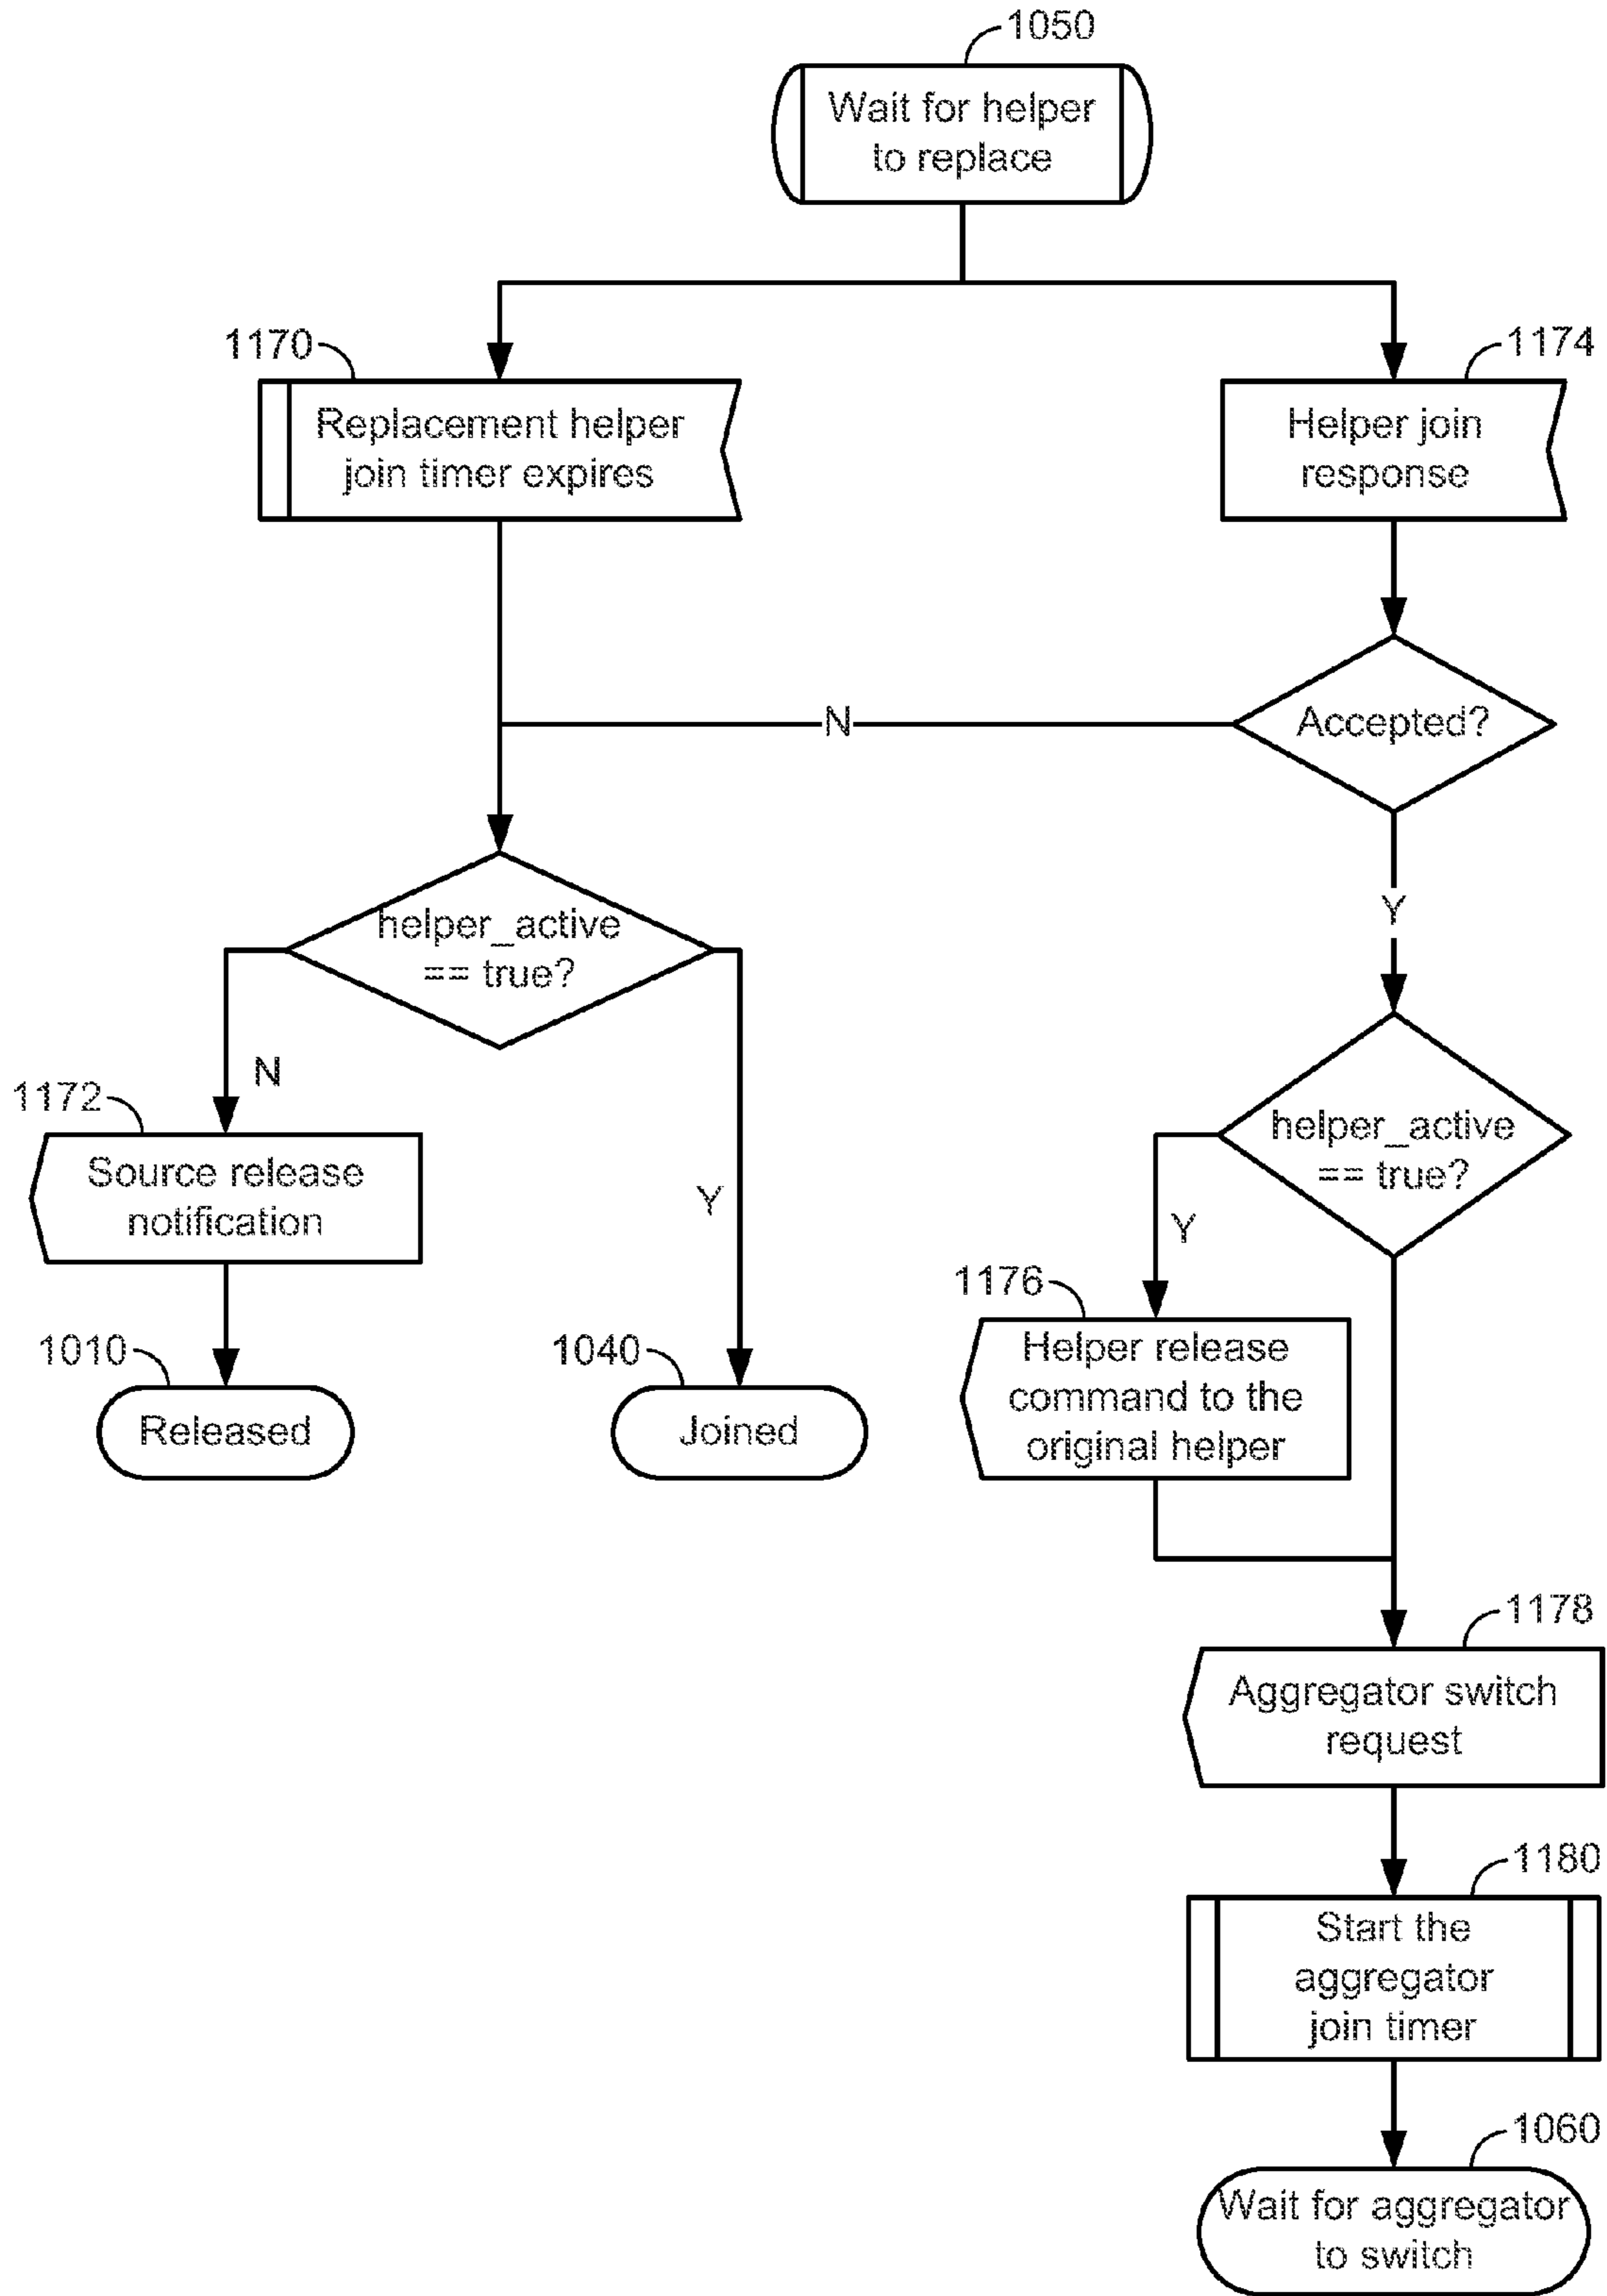 1050
Wait for helper
to replace
1170
Replacement helper
join timer expires
1174
Helper join
response
Accepted?
N
Y
helper_active
== true?
N
Y
1172
Source release
notification
1010
Released
1040
Joined
helper_active
== true?
Y
1176
Helper release
command to the
original helper
1178
Aggregator switch
request
1180
Start the
aggregator
join timer
1060
Wait for aggregator
to switch